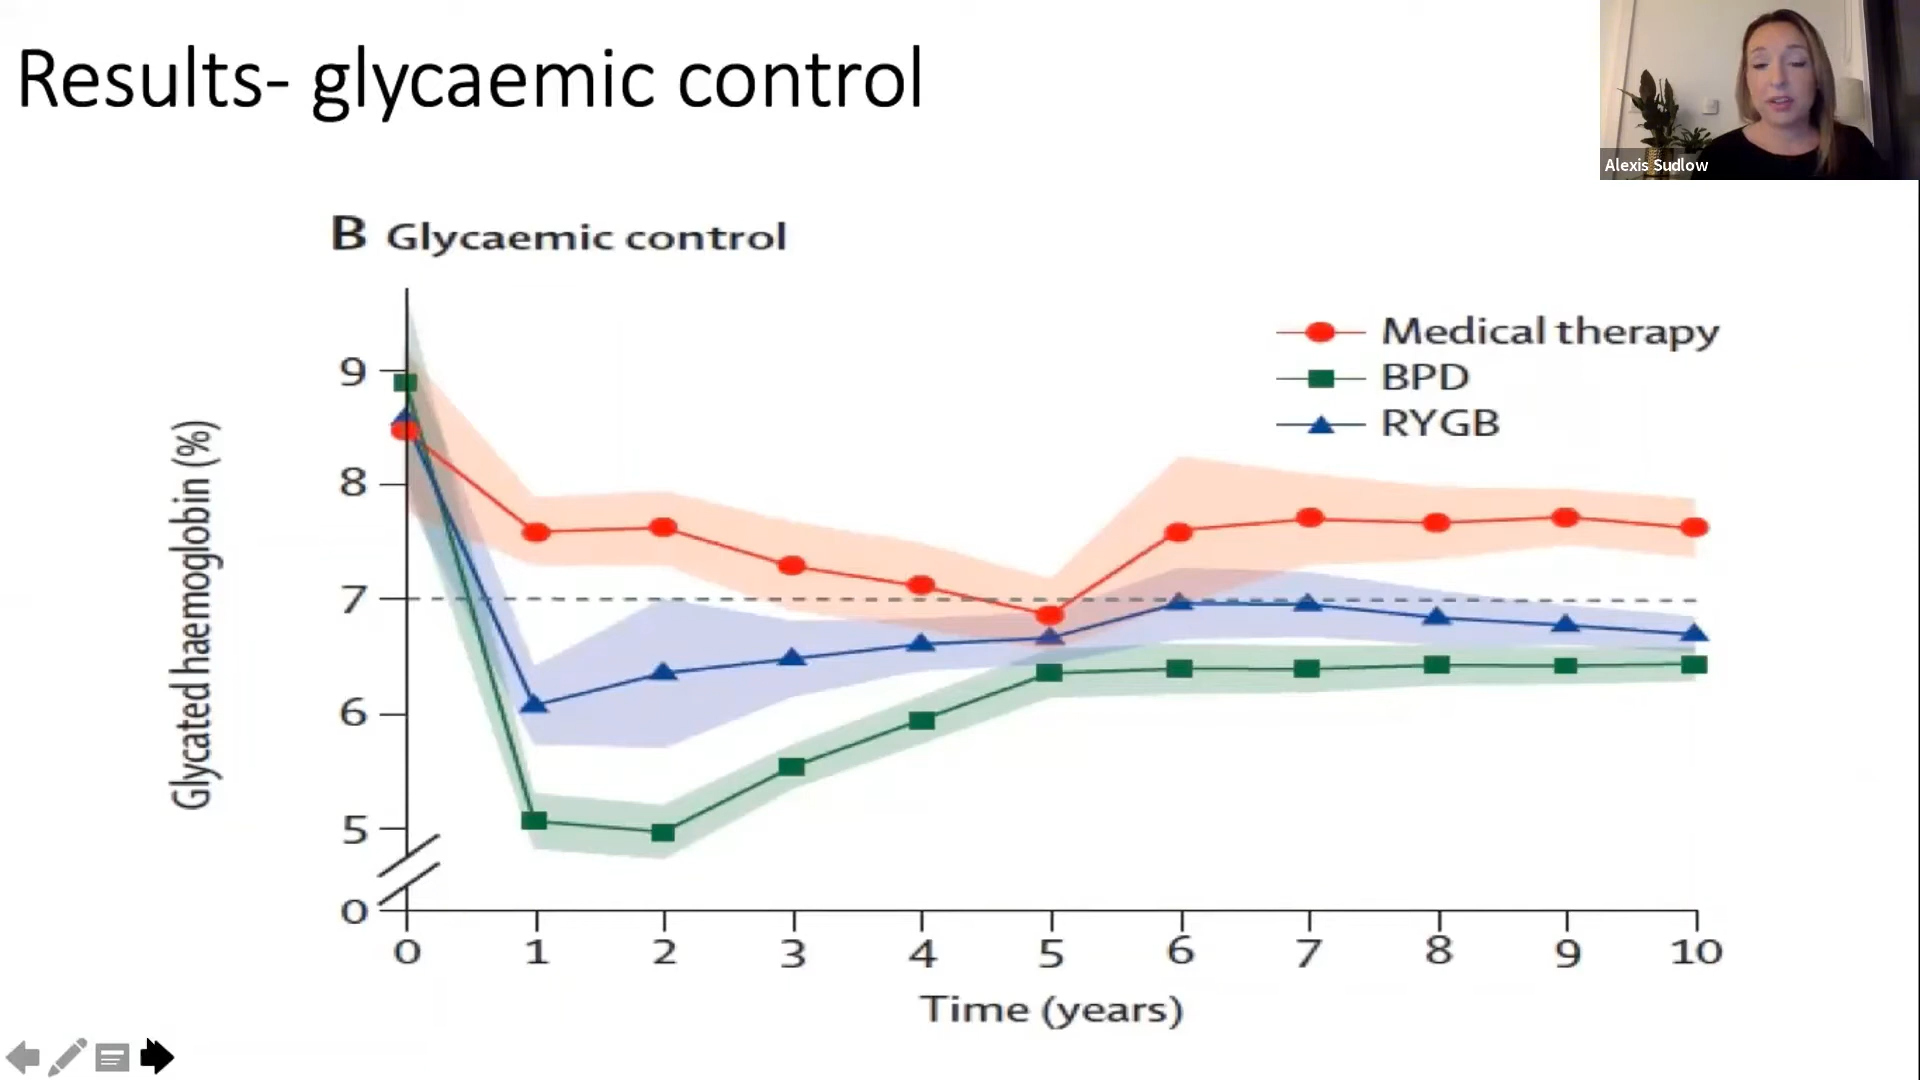 Results- glycaemic control
Alexis Sudlow
B Glycaemic control
Medical therapy
BPD
RYGB
Glycated haemoglobin (%)
9
8
7
6
5
0
0 1 2 3 4 5 6 7 8 9 10
Time (years)